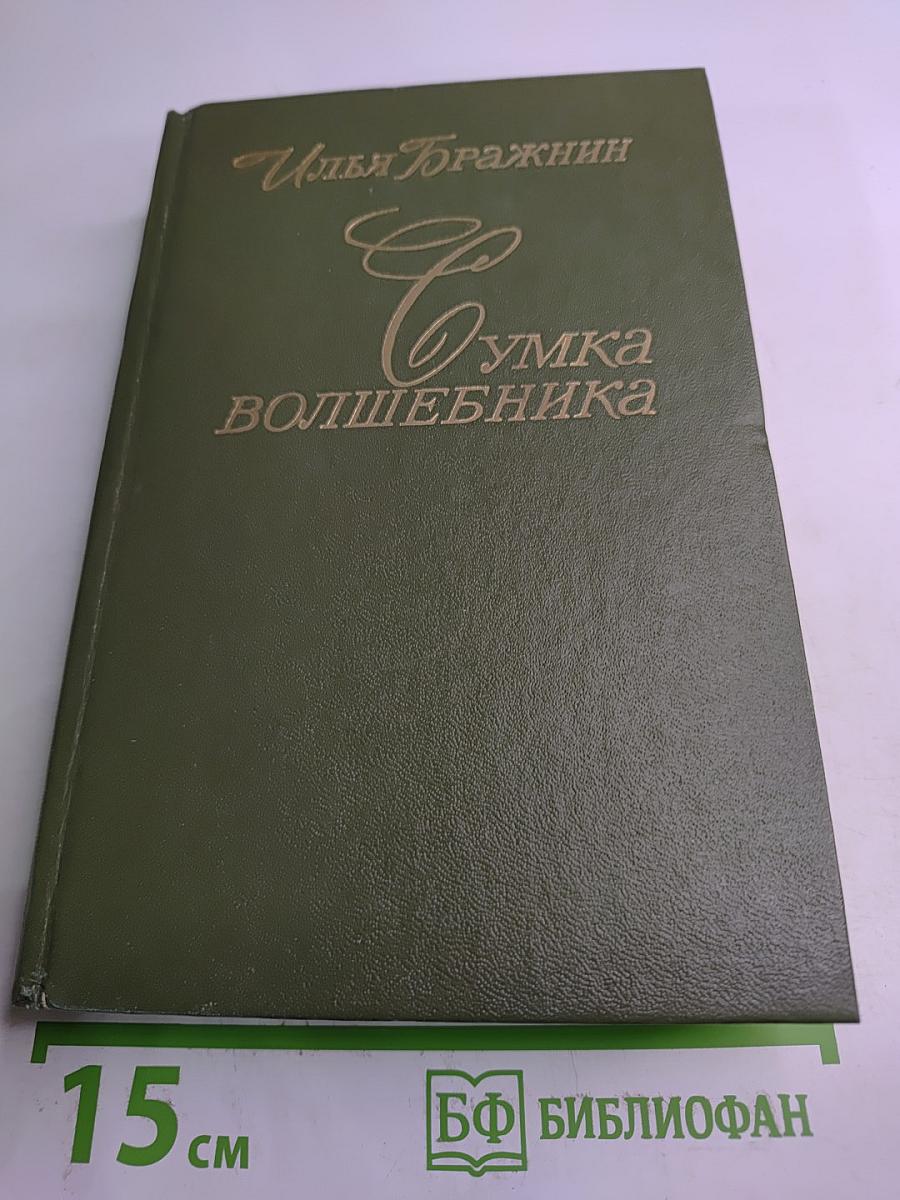 Илья Бражнин
Сумка
волшебника
15 см
БФ БИБЛИОФАН